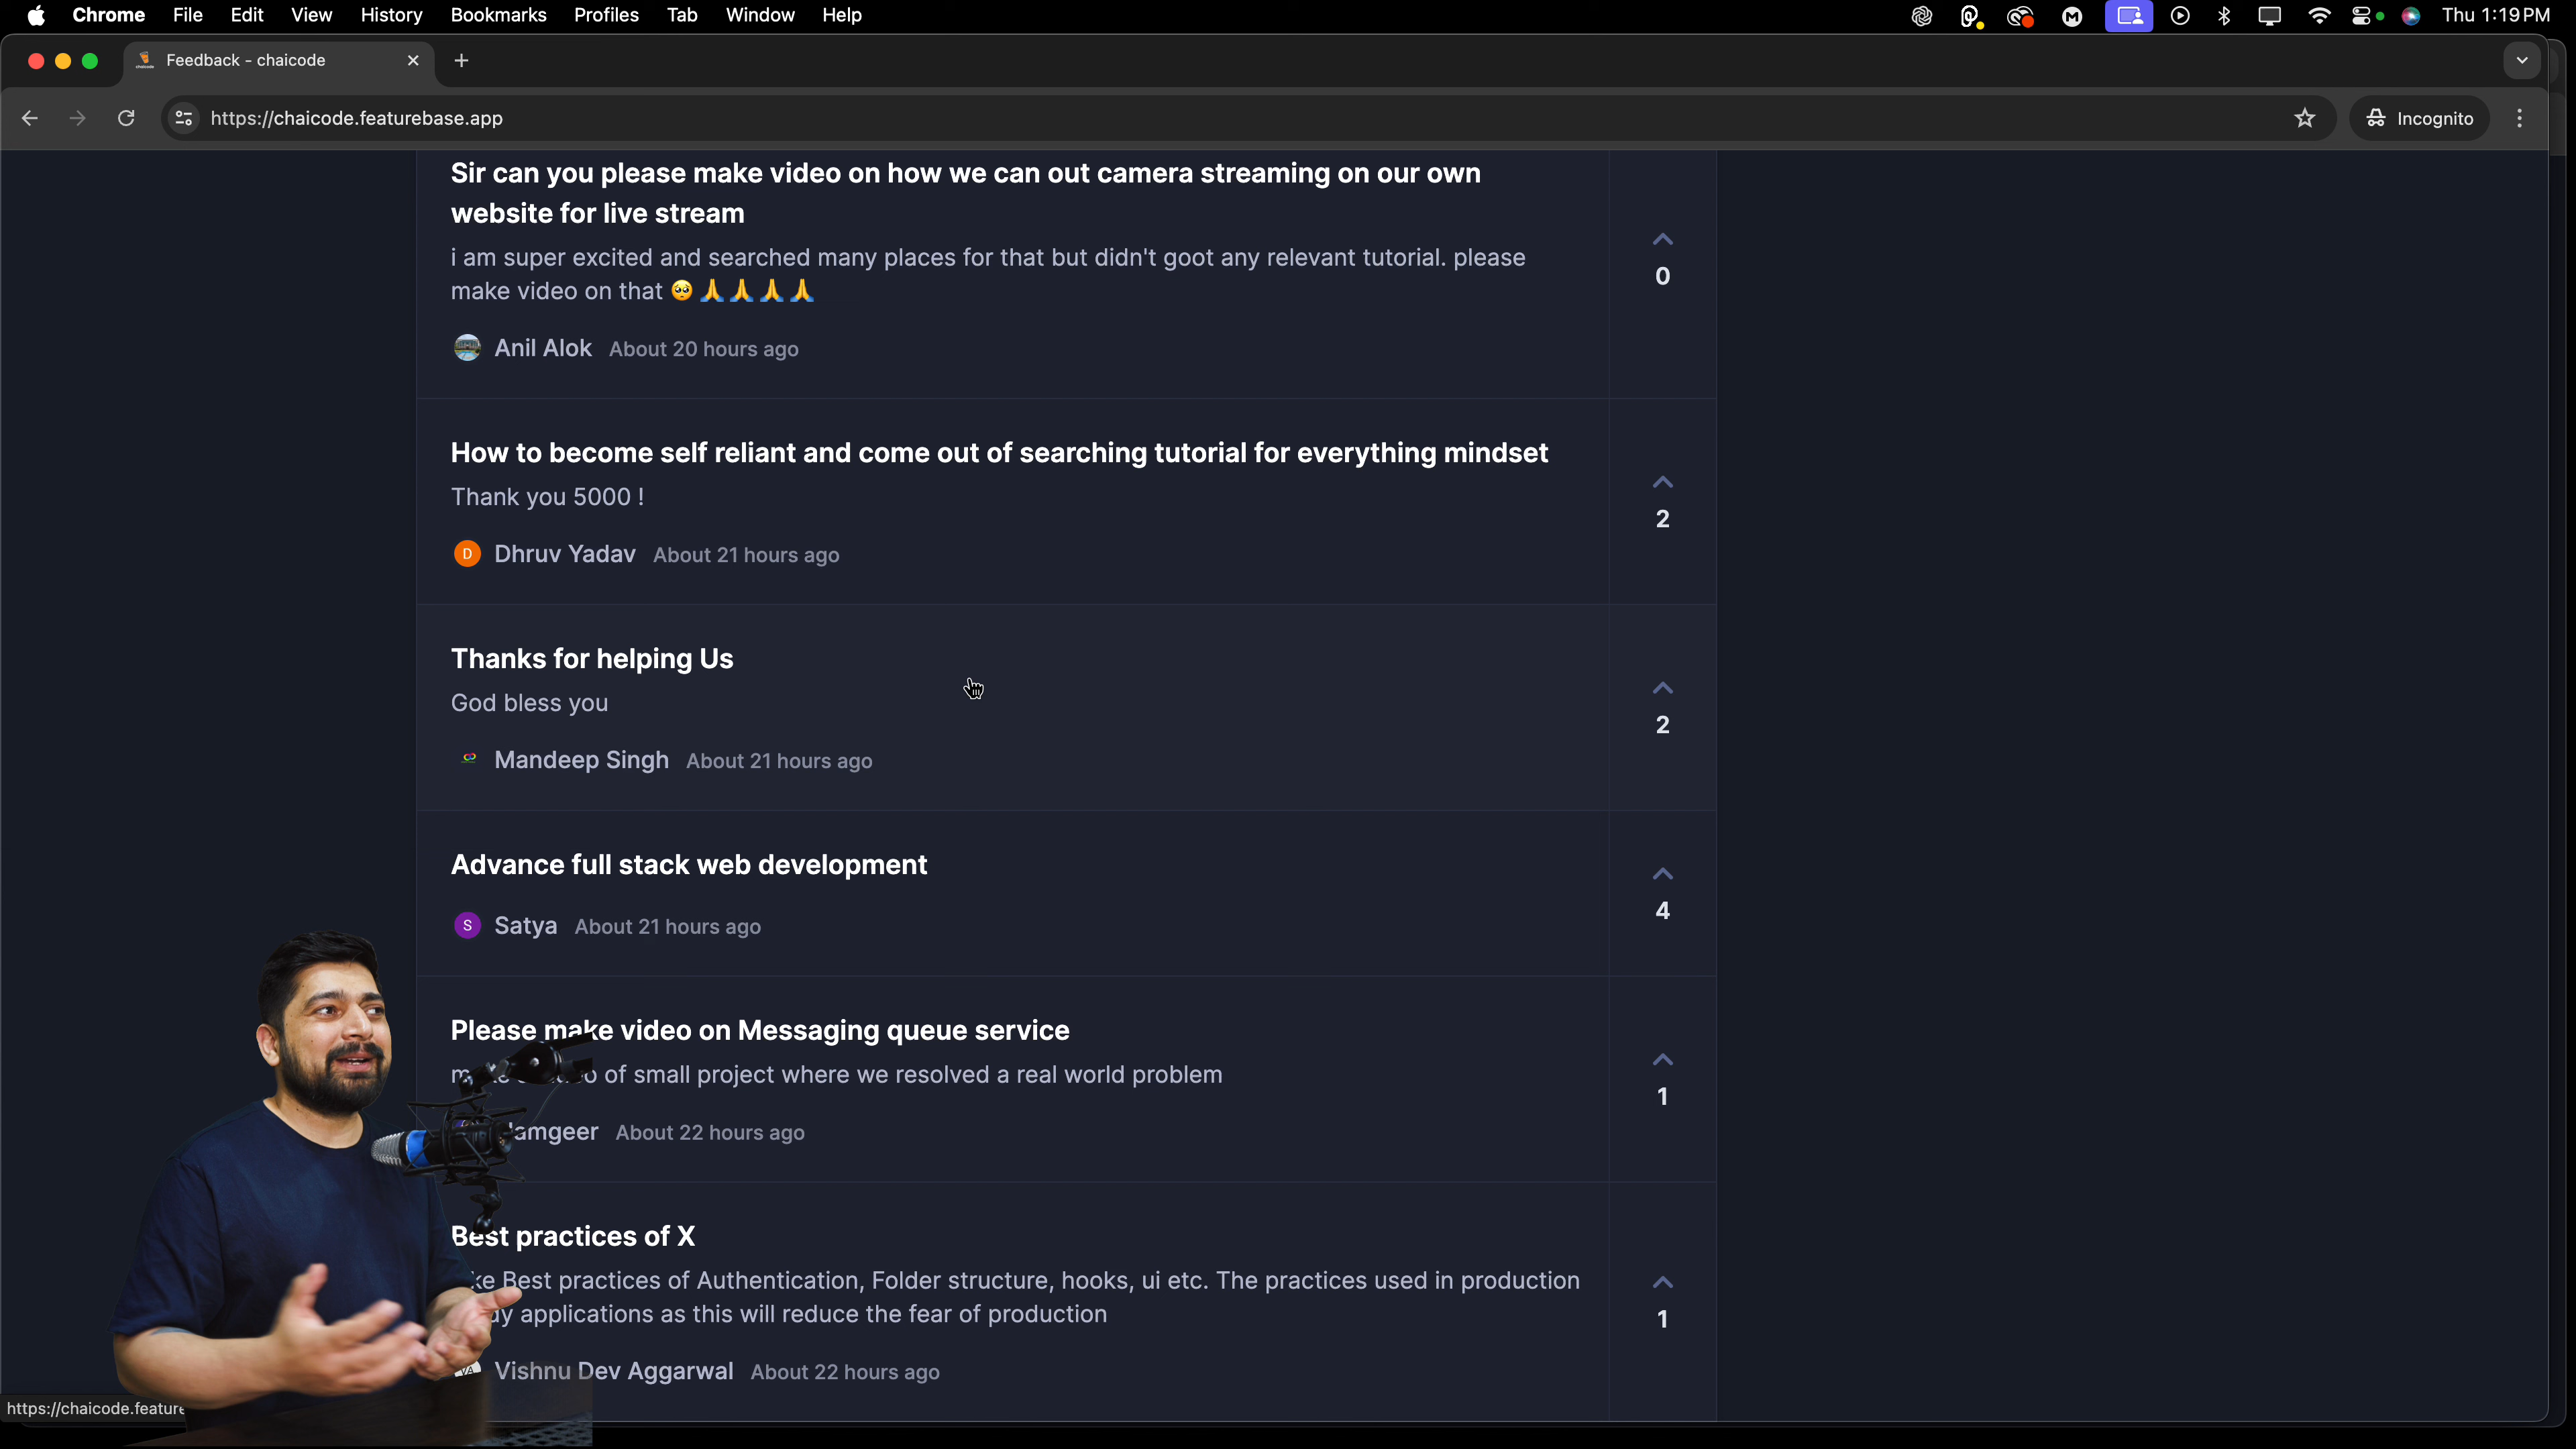 Chrome File Edit View History Bookmarks Profiles Tab Window Help Thu 1:19 PM
Feedback - chaicode
https://chaicode.featurebase.app Incognito
Sir can you please make video on how we can out camera streaming on our own
website for live stream
i am super excited and searched many places for that but didn't goot any relevant tutorial. please
make video on that 🥺🙏🙏🙏🙏
0
Anil Alok About 20 hours ago
How to become self reliant and come out of searching tutorial for everything mindset
Thank you 5000 !
2
D Dhruv Yadav About 21 hours ago
Thanks for helping Us
God bless you
2
Mandeep Singh About 21 hours ago
Advance full stack web development
4
S Satya About 21 hours ago
Please make video on Messaging queue service
of small project where we resolved a real world problem
1
About 22 hours ago
Best practices of X
Best practices of Authentication, Folder structure, hooks, ui etc. The practices used in production
applications as this will reduce the fear of production
1
Vishnu Dev Aggarwal About 22 hours ago
https://chaicode.feature